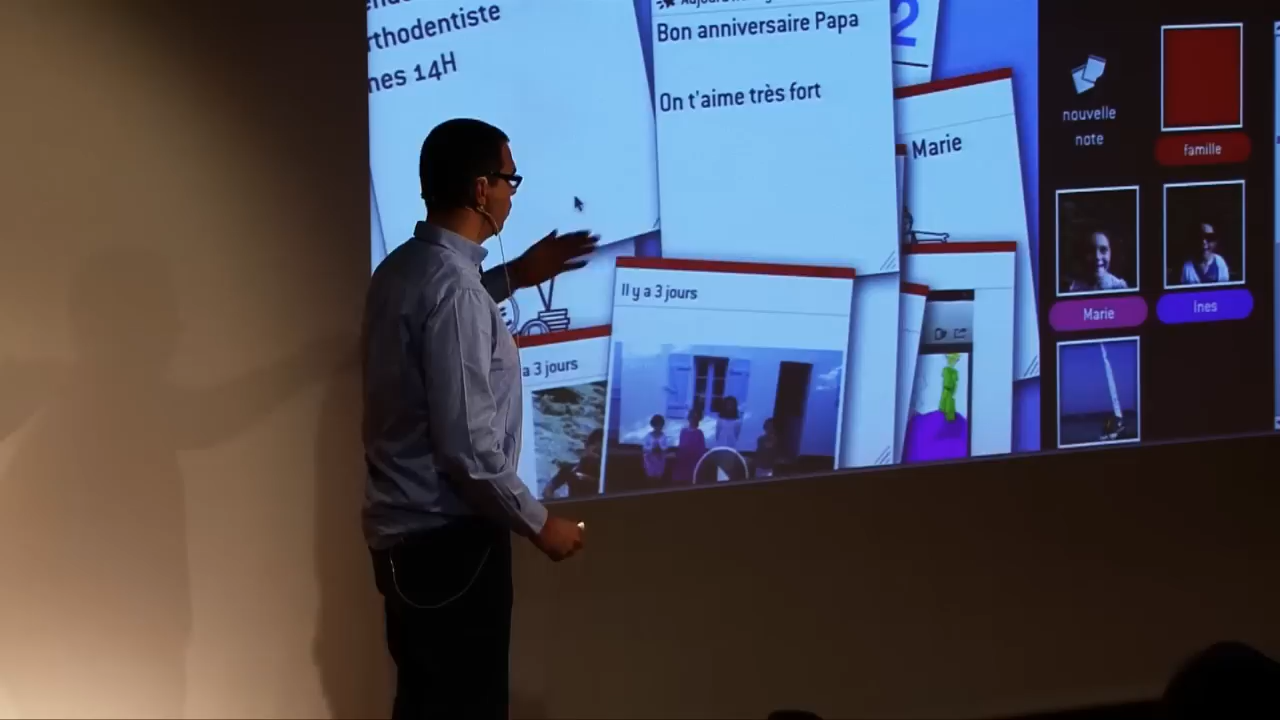 nes 14H
Bon anniversaire Papa
On t'aime très fort
2
Marie
Il y a 3 jours
a 3 jours
nouvelle
note
famille
Marie
Ines